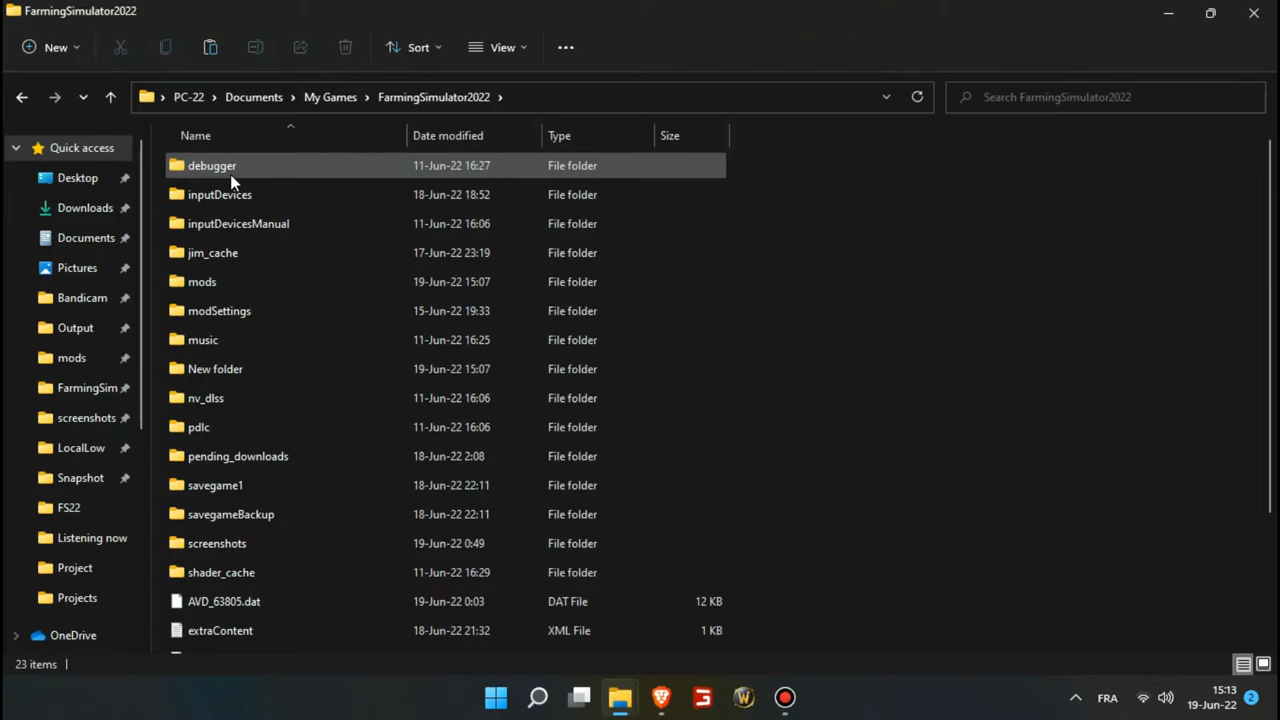 FarmingSimulator2022
New Sort View
PC-22 Documents My Games FarmingSimulator2022 Search FarmingSimulator2022
Name Date modified Type Size
Quick access
Desktop
Downloads
Documents
Pictures
Bandicam
Output
mods
FarmingSim
screenshots
LocalLow
Snapshot
FS22
Listening now
Project
Projects
OneDrive
debugger 11-Jun-22 16:27 File folder
inputDevices 18-Jun-22 18:52 File folder
inputDevicesManual 11-Jun-22 16:06 File folder
jim_cache 17-Jun-22 23:19 File folder
mods 19-Jun-22 15:07 File folder
modSettings 15-Jun-22 19:33 File folder
music 11-Jun-22 16:25 File folder
New folder 19-Jun-22 15:07 File folder
nv_dlss 11-Jun-22 16:06 File folder
pdlc 11-Jun-22 16:06 File folder
pending_downloads 18-Jun-22 2:08 File folder
savegame1 18-Jun-22 22:11 File folder
savegameBackup 18-Jun-22 22:11 File folder
screenshots 19-Jun-22 0:49 File folder
shader_cache 11-Jun-22 16:29 File folder
AVD_63805.dat 19-Jun-22 0:03 DAT File 12 KB
extraContent 18-Jun-22 21:32 XML File 1 KB
23 items
FRA 15:13
19-Jun-22 2